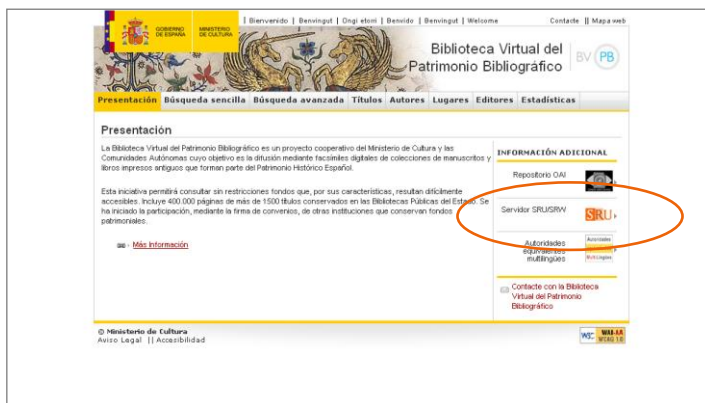 | Bienvenido | Benvingut | Ongi etorri | Benvido | Benvingut | Welcome
Contacte || Mapa web
GOBIERNO DE ESPAÑA
MINISTERIO DE CULTURA
Biblioteca Virtual del
Patrimonio Bibliográfico
BV PB
Presentación Búsqueda sencilla Búsqueda avanzada Títulos Autores Lugares Editores Estadísticas
Presentación
La Biblioteca Virtual del Patrimonio Bibliográfico es un proyecto cooperativo del Ministerio de Cultura y las
Comunidades Autónomas cuyo objetivo es la difusión mediante facsímiles digitales de colecciones de manuscritos y
libros impresos antiguos que forman parte del Patrimonio Histórico Español.
Esta iniciativa permitirá consultar sin restricciones fondos que, por sus características, resultan difícilmente
accesibles. Incluye 400.000 páginas de más de 1500 títulos conservados en las Bibliotecas Públicas del Estado. Se
ha iniciado la participación, mediante la firma de convenios, de otras instituciones que conservan fondos
patrimoniales.
- Más Información
INFORMACIÓN ADICIONAL
Repositorio OAI
Servidor SRU/SRW
SRU
Autoridades
equivalentes
multilingües
Autoridades
Multilingües
Contacte con la Biblioteca
Virtual del Patrimonio
Bibliográfico
© Ministerio de Cultura
Aviso Legal || Accesibilidad
W3C WAI-AA
WCAG 1.0